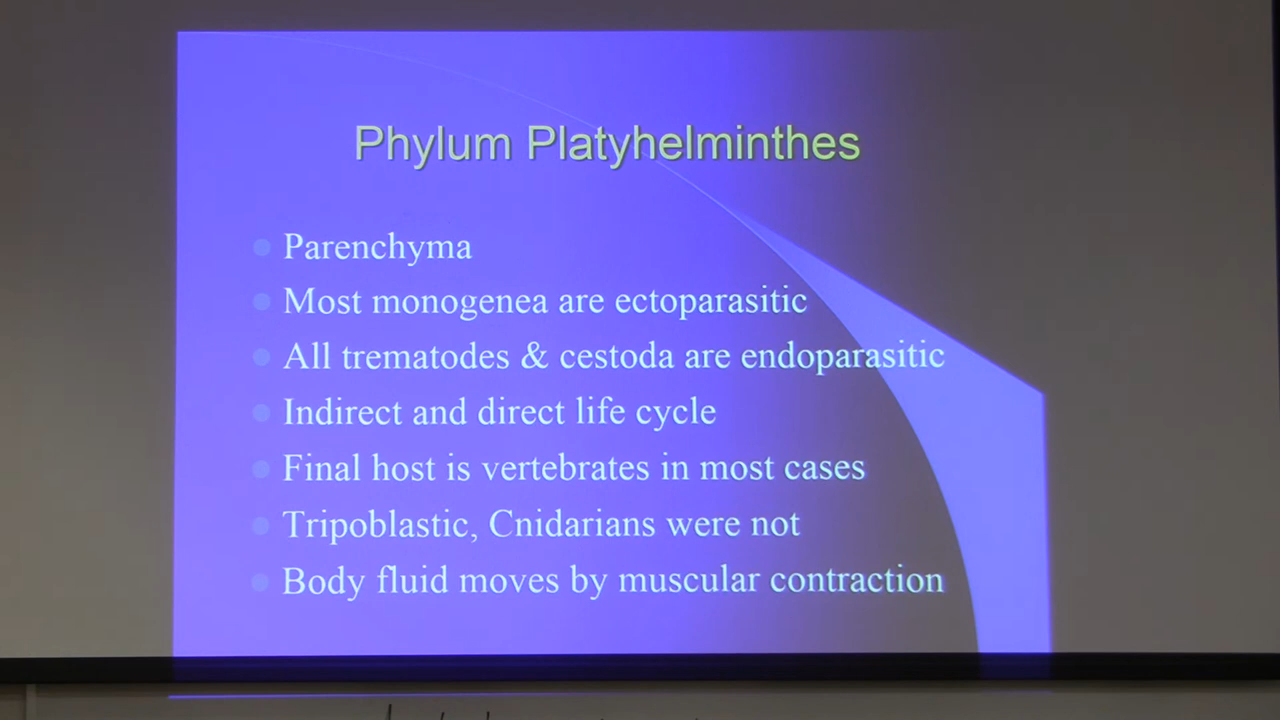 Phylum Platyhelminthes
Parenchyma
Most monogenea are ectoparasitic
All trematodes & cestoda are endoparasitic
Indirect and direct life cycle
Final host is vertebrates in most cases
Tripoblastic, Cnidarians were not
Body fluid moves by muscular contraction